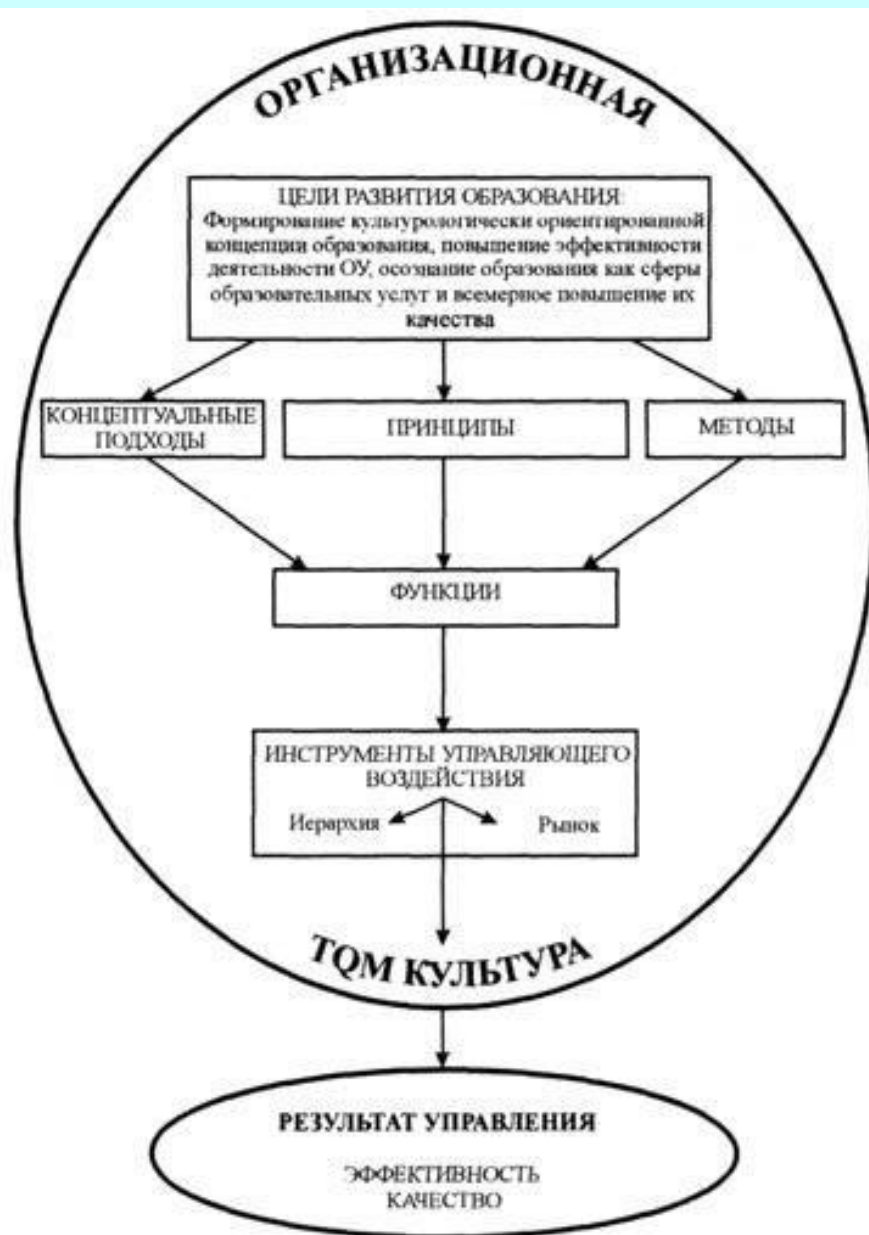 ОРГАНИЗАЦИОННАЯ
ЦЕЛИ РАЗВИТИЯ ОБРАЗОВАНИЯ:
Формирование культурологически ориентированной
концепции образования, повышение эффективности
деятельности ОУ, осознание образования как сферы
образовательных услуг и всемерное повышение их
качества
КОНЦЕПТУАЛЬНЫЕ
ПОДХОДЫ
ПРИНЦИПЫ
МЕТОДЫ
ФУНКЦИИ
ИНСТРУМЕНТЫ УПРАВЛЯЮЩЕГО
ВОЗДЕЙСТВИЯ
Иерархия
Рынок
TQM КУЛЬТУРА
РЕЗУЛЬТАТ УПРАВЛЕНИЯ
ЭФФЕКТИВНОСТЬ
КАЧЕСТВО